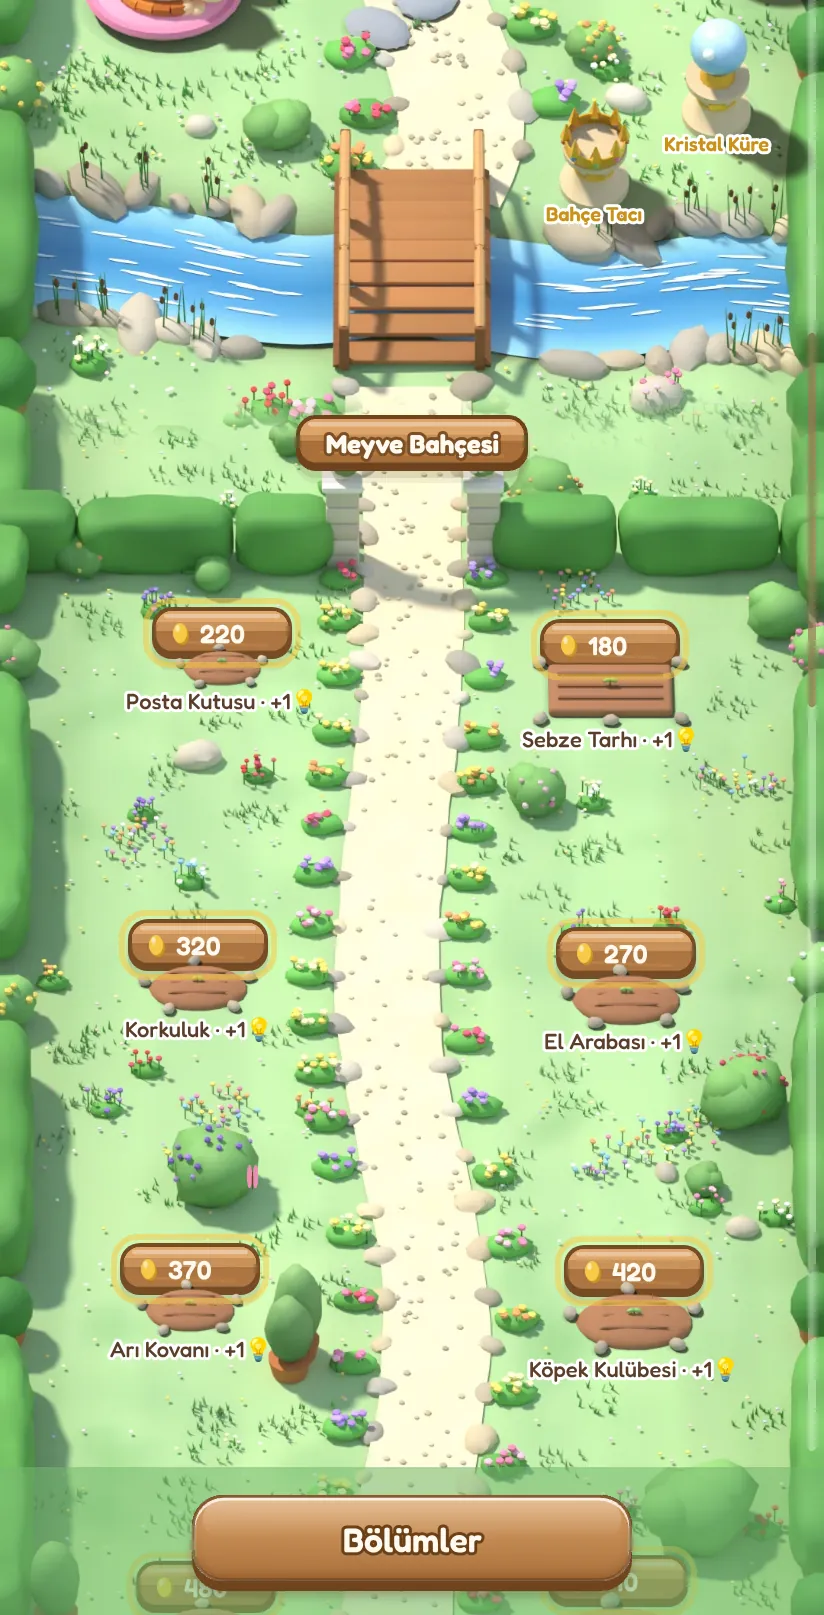 Kristal Küre
Bahçe Tacı
Meyve Bahçesi
220
Posta Kutusu · +1
180
Sebze Tarhı · +1
320
Korkuluk · +1
270
El Arabası · +1
370
Arı Kovanı · +1
420
Köpek Kulübesi · +1
Bölümler